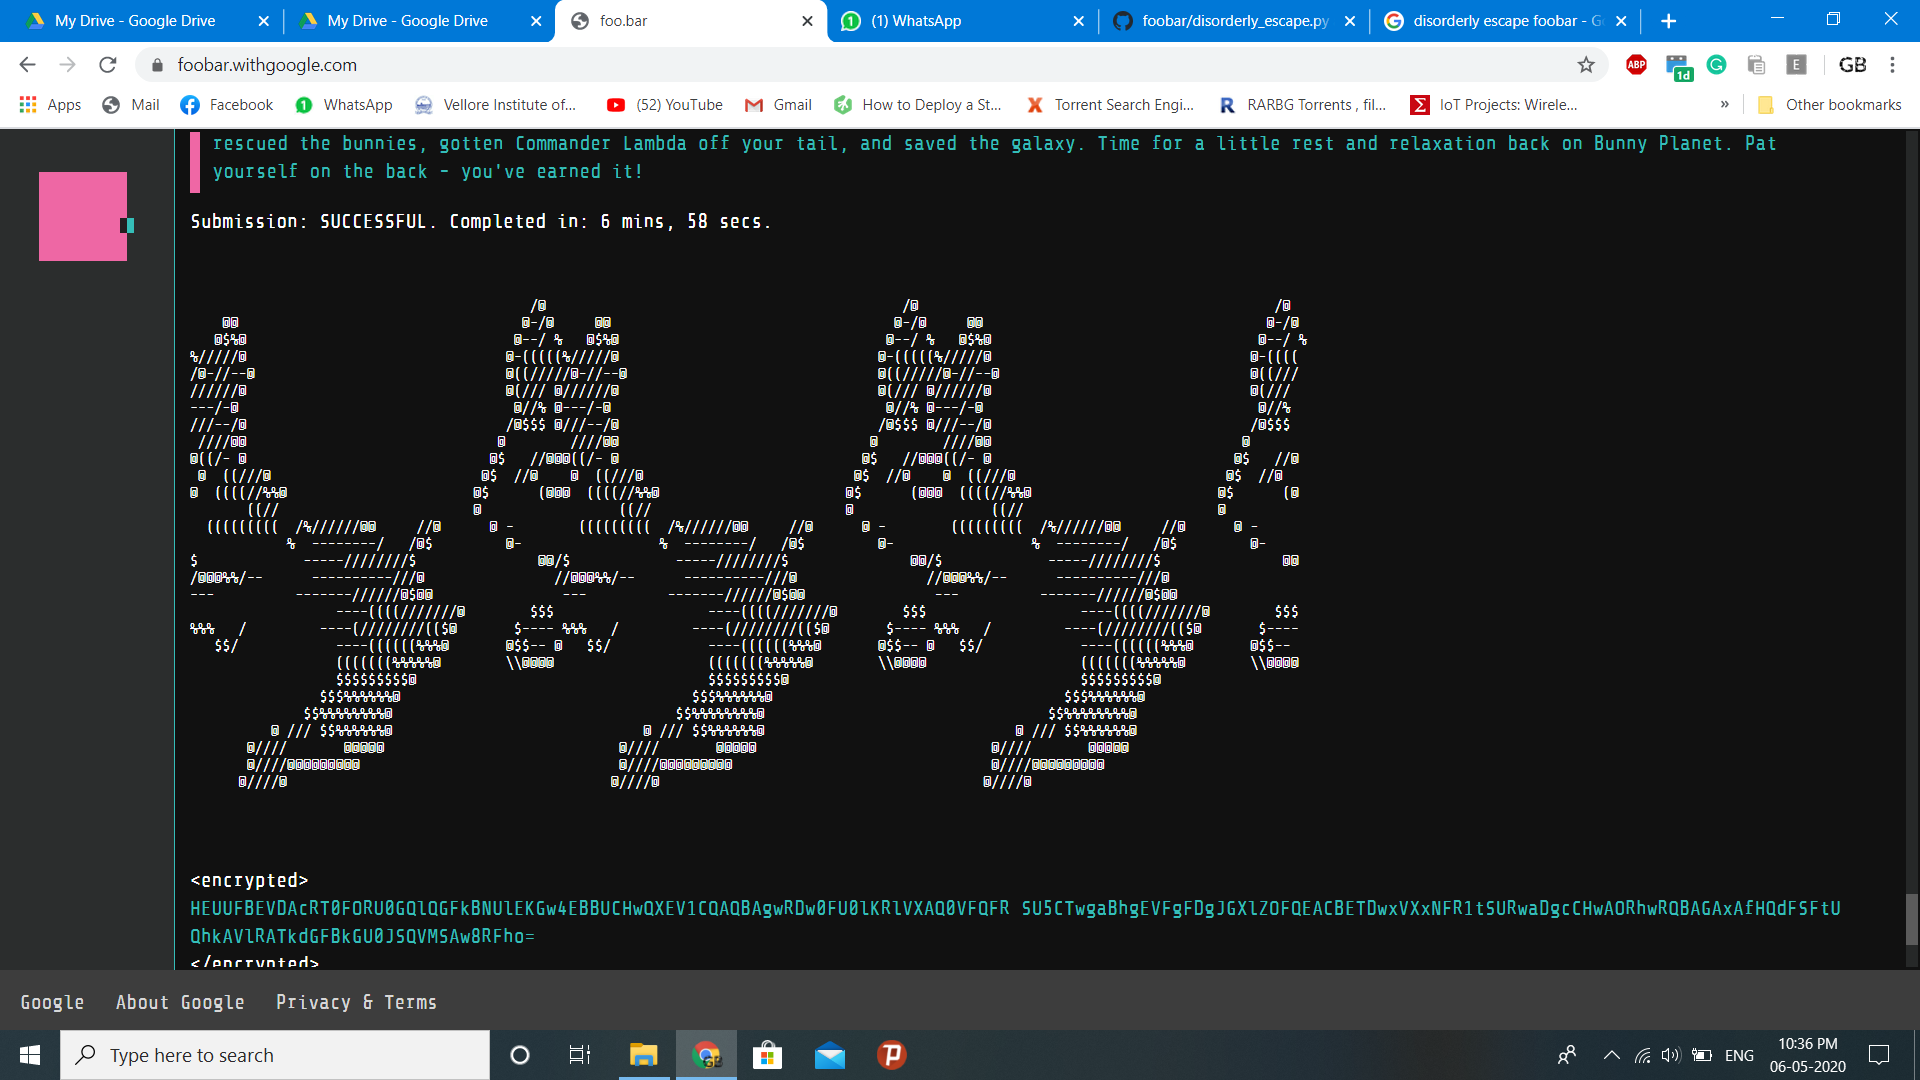 My Drive - Google Drive
My Drive - Google Drive
foo.bar
(1) WhatsApp
foobar/disorderly_escape.py
disorderly escape foobar - G
foobar.withgoogle.com
ABP
1d
E
GB
Apps
Mail
Facebook
WhatsApp
Vellore Institute of...
(52) YouTube
Gmail
How to Deploy a St...
Torrent Search Engi...
RARBG Torrents , fil...
IoT Projects: Wirele...
»
Other bookmarks
rescued the bunnies, gotten Commander Lambda off your tail, and saved the galaxy. Time for a little rest and relaxation back on Bunny Planet. Pat
yourself on the back - you've earned it!
Submission: SUCCESSFUL. Completed in: 6 mins, 58 secs.
<encrypted>
</encrypted>
Google
About Google
Privacy & Terms
Type here to search
ENG
10:36 PM
06-05-2020